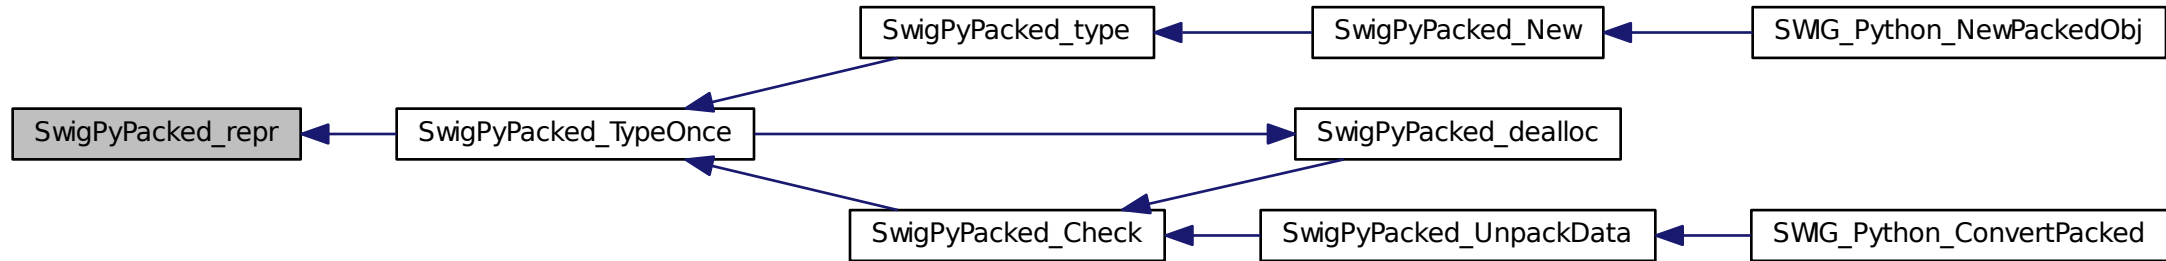 SwigPyPacked_type
SwigPyPacked_New
SWIG_Python_NewPackedObj
SwigPyPacked_repr
SwigPyPacked_TypeOnce
SwigPyPacked_dealloc
SwigPyPacked_Check
SwigPyPacked_UnpackData
SWIG_Python_ConvertPacked